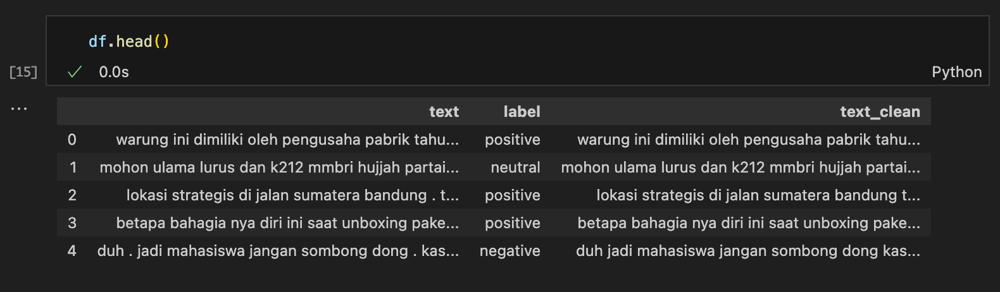 df.head()
[15] 0.0s Python
...
text label text_clean
0 warung ini dimiliki oleh pengusaha pabrik tahu... positive warung ini dimiliki oleh pengusaha pabrik tahu...
1 mohon ulama lurus dan k212 mmbri hujjah partai... neutral mohon ulama lurus dan k212 mmbri hujjah partai...
2 lokasi strategis di jalan sumatera bandung . t... positive lokasi strategis di jalan sumatera bandung t...
3 betapa bahagia nya diri ini saat unboxing pake... positive betapa bahagia nya diri ini saat unboxing pake...
4 duh . jadi mahasiswa jangan sombong dong . kas... negative duh jadi mahasiswa jangan sombong dong kas...